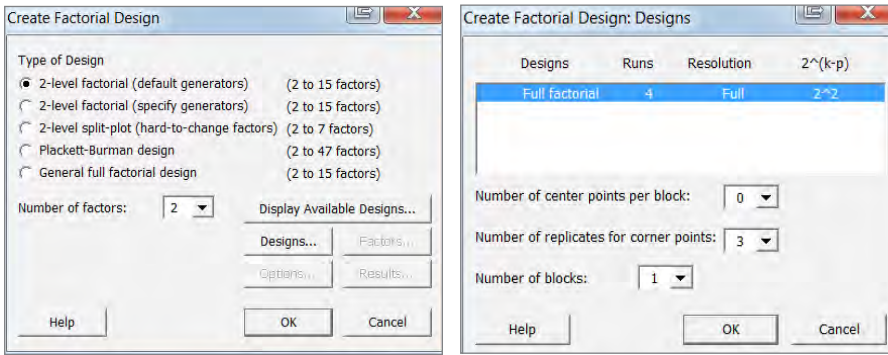 Create Factorial Design
Type of Design
2-level factorial (default generators) (2 to 15 factors)
2-level factorial (specify generators) (2 to 15 factors)
2-level split-plot (hard-to-change factors) (2 to 7 factors)
Plackett-Burman design (2 to 47 factors)
General full factorial design (2 to 15 factors)
Number of factors: 2 Display Available Designs...
Designs... Factors...
Options... Results...
Help OK Cancel
Create Factorial Design: Designs
Designs Runs Resolution 2^(k-p)
Full factorial 4 Full 2^2
Number of center points per block: 0
Number of replicates for corner points: 3
Number of blocks: 1
Help OK Cancel